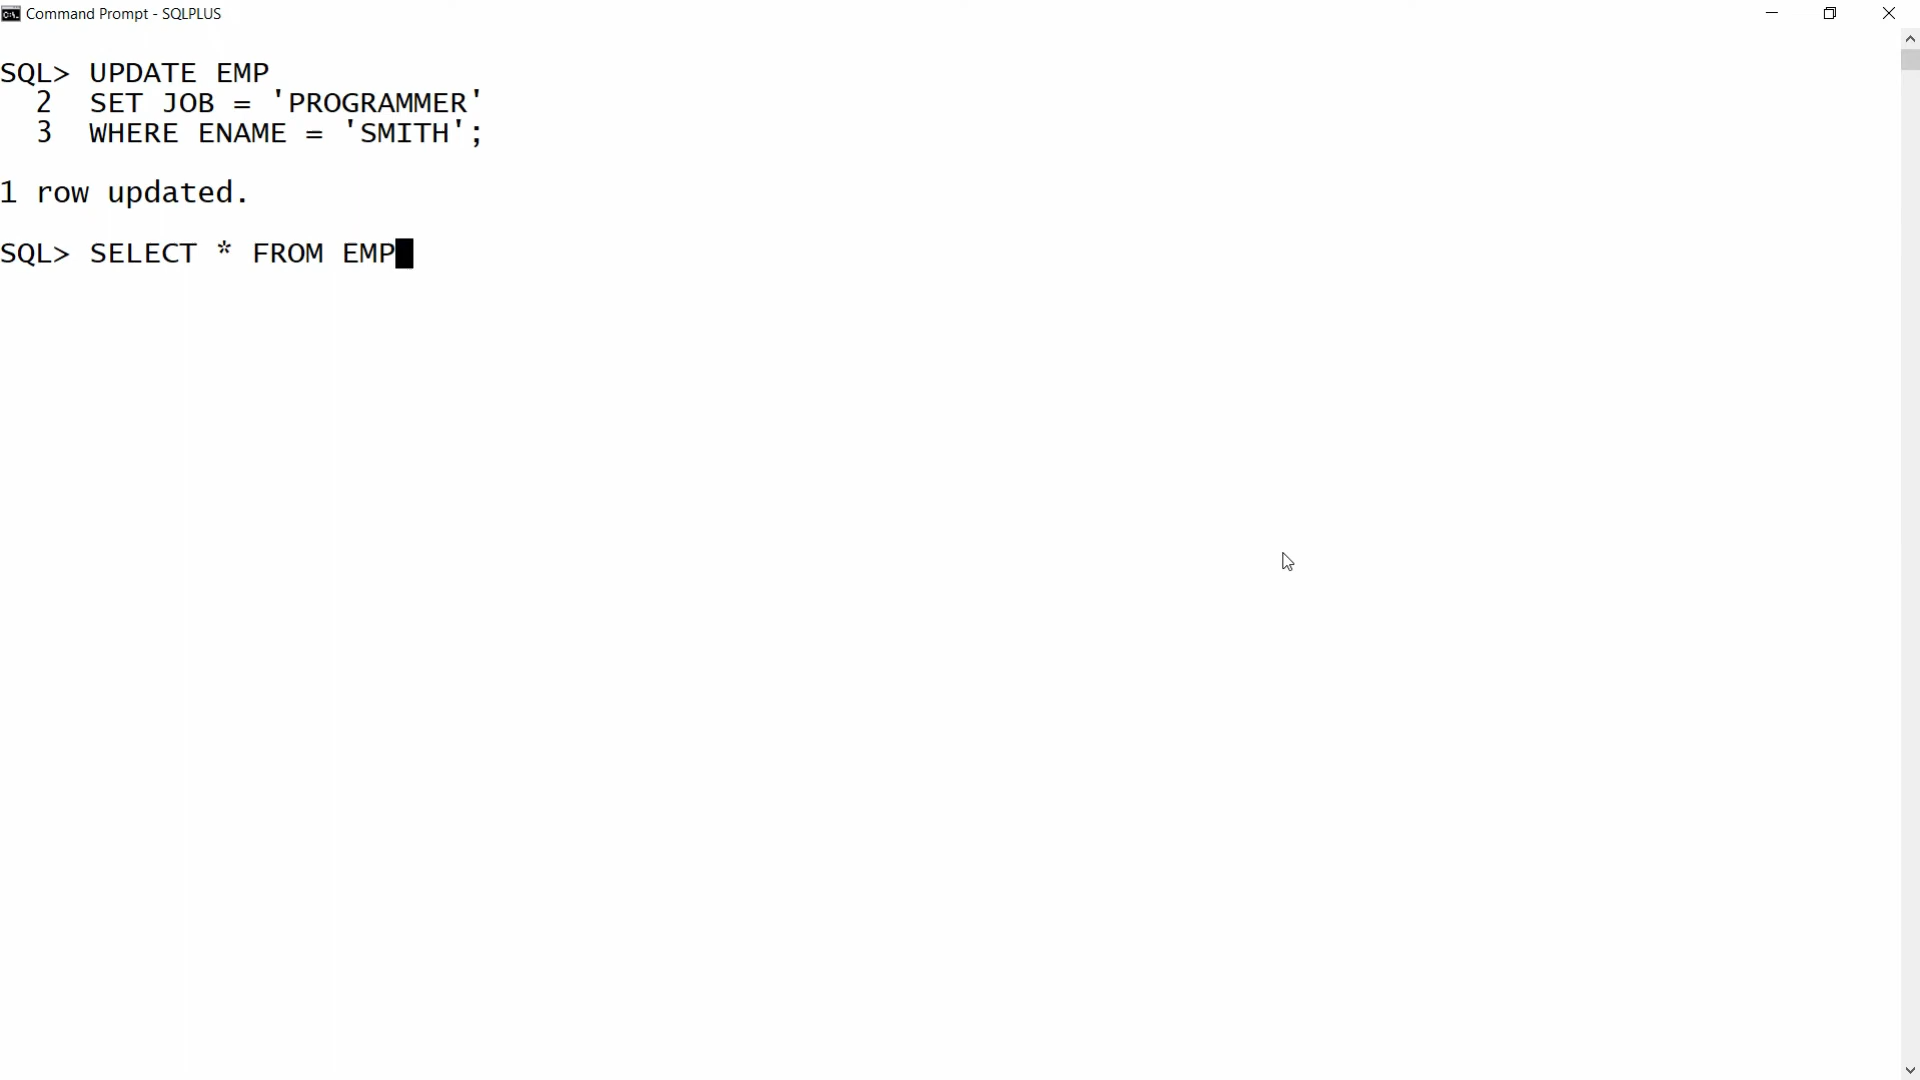 Command Prompt - SQLPLUS
SQL> UPDATE EMP
2 SET JOB = 'PROGRAMMER'
3 WHERE ENAME = 'SMITH';
1 row updated.
SQL> SELECT * FROM EMP